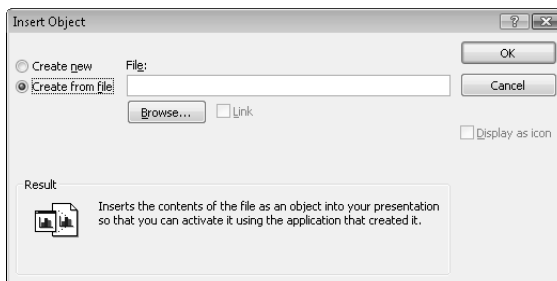 Insert Object
Create new
File:
OK
Create from file
Cancel
Browse...
Link
Display as icon
Result
Inserts the contents of the file as an object into your presentation
so that you can activate it using the application that created it.